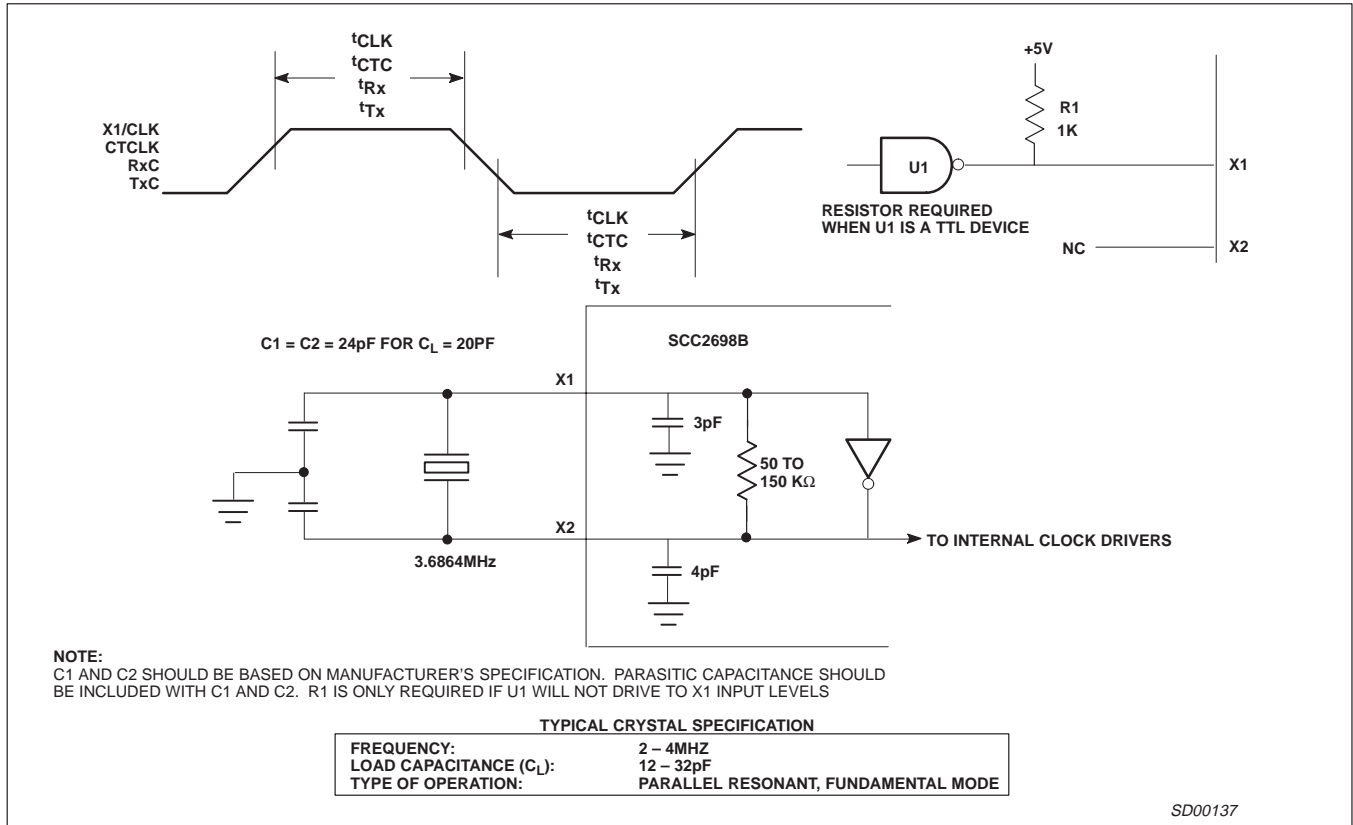 tCLK
tCTC
tRx
tTx
X1/CLK
CTCLK
RxC
TxC
tCLK
tCTC
tRx
tTx
+5V
R1
1K
U1
X1
RESISTOR REQUIRED
WHEN U1 IS A TTL DEVICE
NC
X2
C1 = C2 = 24pF FOR CL = 20PF
SCC2698B
X1
3pF
50 TO
150 KΩ
X2
TO INTERNAL CLOCK DRIVERS
3.6864MHz
4pF
NOTE:
C1 AND C2 SHOULD BE BASED ON MANUFACTURER'S SPECIFICATION. PARASITIC CAPACITANCE SHOULD
BE INCLUDED WITH C1 AND C2. R1 IS ONLY REQUIRED IF U1 WILL NOT DRIVE TO X1 INPUT LEVELS
TYPICAL CRYSTAL SPECIFICATION
FREQUENCY: 2 – 4MHZ
LOAD CAPACITANCE (CL): 12 – 32pF
TYPE OF OPERATION: PARALLEL RESONANT, FUNDAMENTAL MODE
SD00137